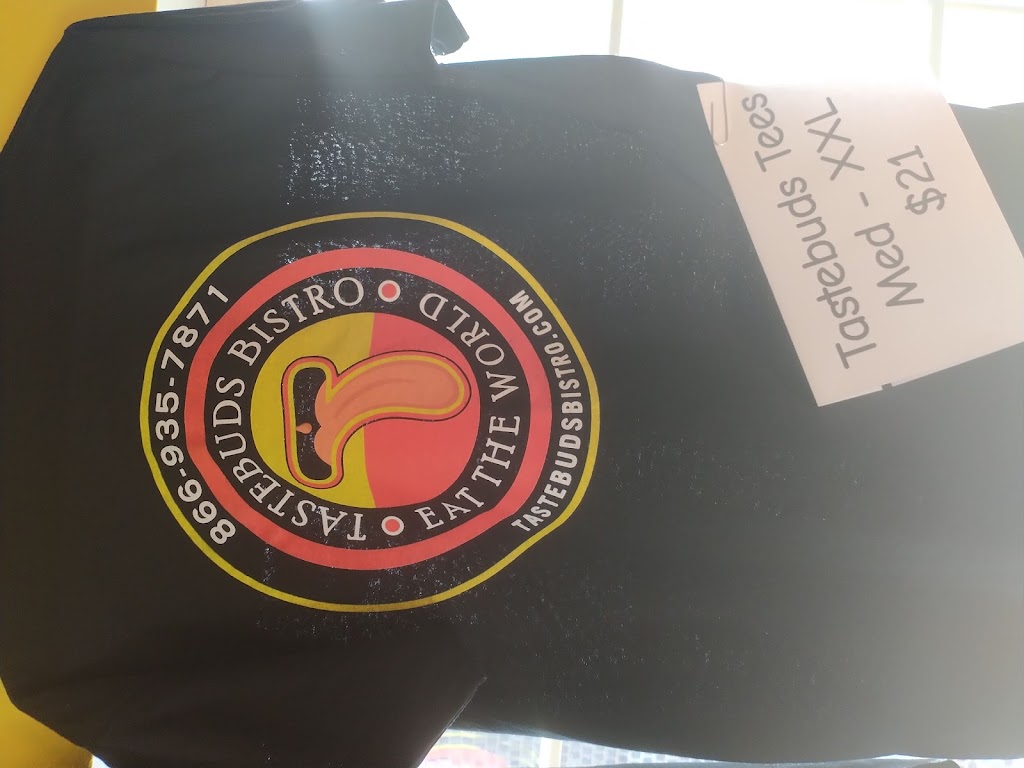 866-935-7871
TASTEBUDS BISTRO
EAT THE WORLD
TASTEBUDSBISTRO.COM
Tastebuds Tees
Med - XXL
$21